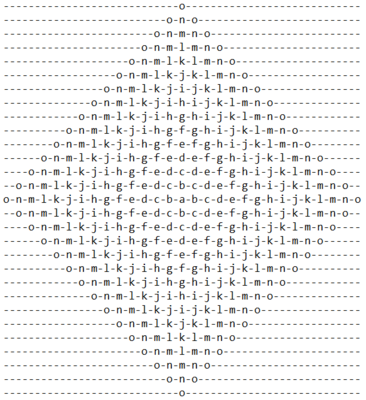 ----------------------------o----------------------------
--------------------------o-n-o--------------------------
------------------------o-n-m-n-o------------------------
----------------------o-n-m-l-m-n-o----------------------
--------------------o-n-m-l-k-l-m-n-o--------------------
------------------o-n-m-l-k-j-k-l-m-n-o------------------
----------------o-n-m-l-k-j-i-j-k-l-m-n-o----------------
--------------o-n-m-l-k-j-i-h-i-j-k-l-m-n-o--------------
------------o-n-m-l-k-j-i-h-g-h-i-j-k-l-m-n-o------------
----------o-n-m-l-k-j-i-h-g-f-g-h-i-j-k-l-m-n-o----------
--------o-n-m-l-k-j-i-h-g-f-e-f-g-h-i-j-k-l-m-n-o--------
------o-n-m-l-k-j-i-h-g-f-e-d-e-f-g-h-i-j-k-l-m-n-o------
----o-n-m-l-k-j-i-h-g-f-e-d-c-d-e-f-g-h-i-j-k-l-m-n-o----
--o-n-m-l-k-j-i-h-g-f-e-d-c-b-c-d-e-f-g-h-i-j-k-l-m-n-o--
o-n-m-l-k-j-i-h-g-f-e-d-c-b-a-b-c-d-e-f-g-h-i-j-k-l-m-n-o
--o-n-m-l-k-j-i-h-g-f-e-d-c-b-c-d-e-f-g-h-i-j-k-l-m-n-o--
----o-n-m-l-k-j-i-h-g-f-e-d-c-d-e-f-g-h-i-j-k-l-m-n-o----
------o-n-m-l-k-j-i-h-g-f-e-d-e-f-g-h-i-j-k-l-m-n-o------
--------o-n-m-l-k-j-i-h-g-f-e-f-g-h-i-j-k-l-m-n-o--------
----------o-n-m-l-k-j-i-h-g-f-g-h-i-j-k-l-m-n-o----------
------------o-n-m-l-k-j-i-h-g-h-i-j-k-l-m-n-o------------
--------------o-n-m-l-k-j-i-h-i-j-k-l-m-n-o--------------
----------------o-n-m-l-k-j-i-j-k-l-m-n-o----------------
------------------o-n-m-l-k-j-k-l-m-n-o------------------
--------------------o-n-m-l-k-l-m-n-o--------------------
----------------------o-n-m-l-m-n-o----------------------
------------------------o-n-m-n-o------------------------
--------------------------o-n-o--------------------------
----------------------------o----------------------------